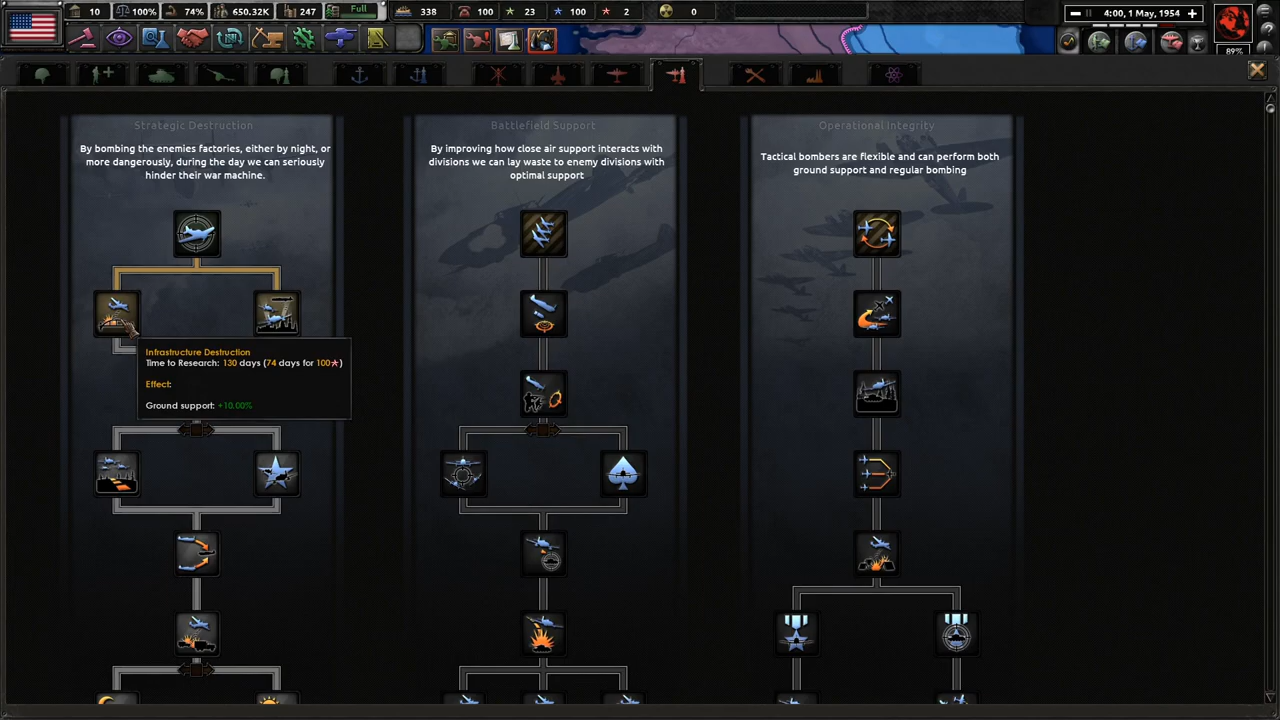 10 100% 74% 650.32K 247 Full 338 100 23 100 2 0 4:00, 1 May, 1954
89%
Strategic Destruction
By bombing the enemies factories, either by night, or
more dangerously, during the day we can seriously
hinder their war machine.
Battlefield Support
By improving how close air support interacts with
divisions we can lay waste to enemy divisions with
optimal support
Operational Integrity
Tactical bombers are flexible and can perform both
ground support and regular bombing
Infrastructure Destruction
Time to Research: 130 days (74 days for 100)
Effect:
Ground support: +10.00%